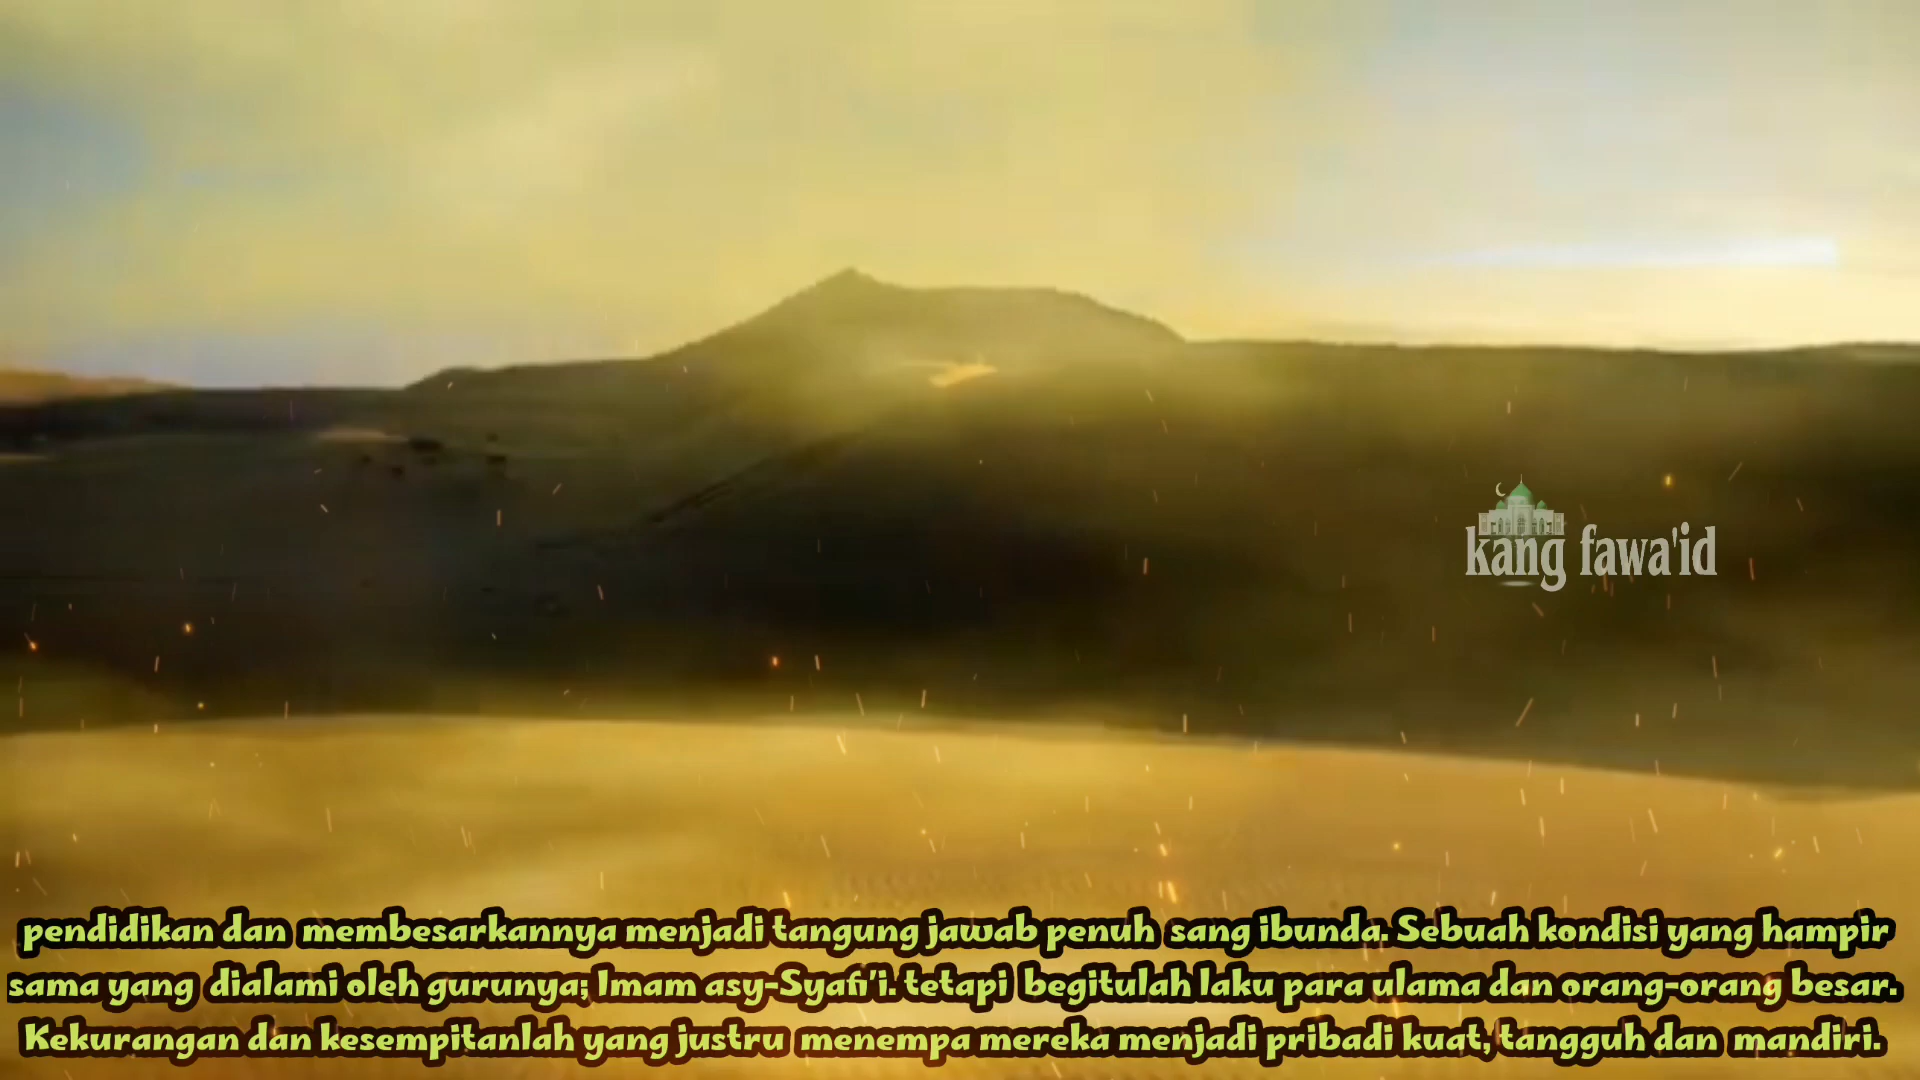 kang fawa'id
pendidikan dan membesarkannya menjadi tangung jawab penuh sang ibunda. Sebuah kondisi yang hampir
sama yang dialami oleh gurunya; Imam asy-Syafi'i. tetapi begitulah laku para ulama dan orang-orang besar.
Kekurangan dan kesempitanlah yang justru menempa mereka menjadi pribadi kuat, tangguh dan mandiri.